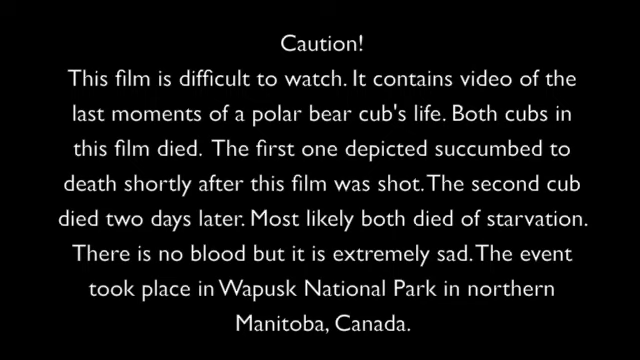 Caution!
This film is difficult to watch. It contains video of the
last moments of a polar bear cub's life. Both cubs in
this film died.  The first one depicted succumbed to
death shortly after this film was shot. The second cub
died two days later. Most likely both died of starvation.
There is no blood but it is extremely sad. The event
took place in Wapusk National Park in northern
Manitoba, Canada.